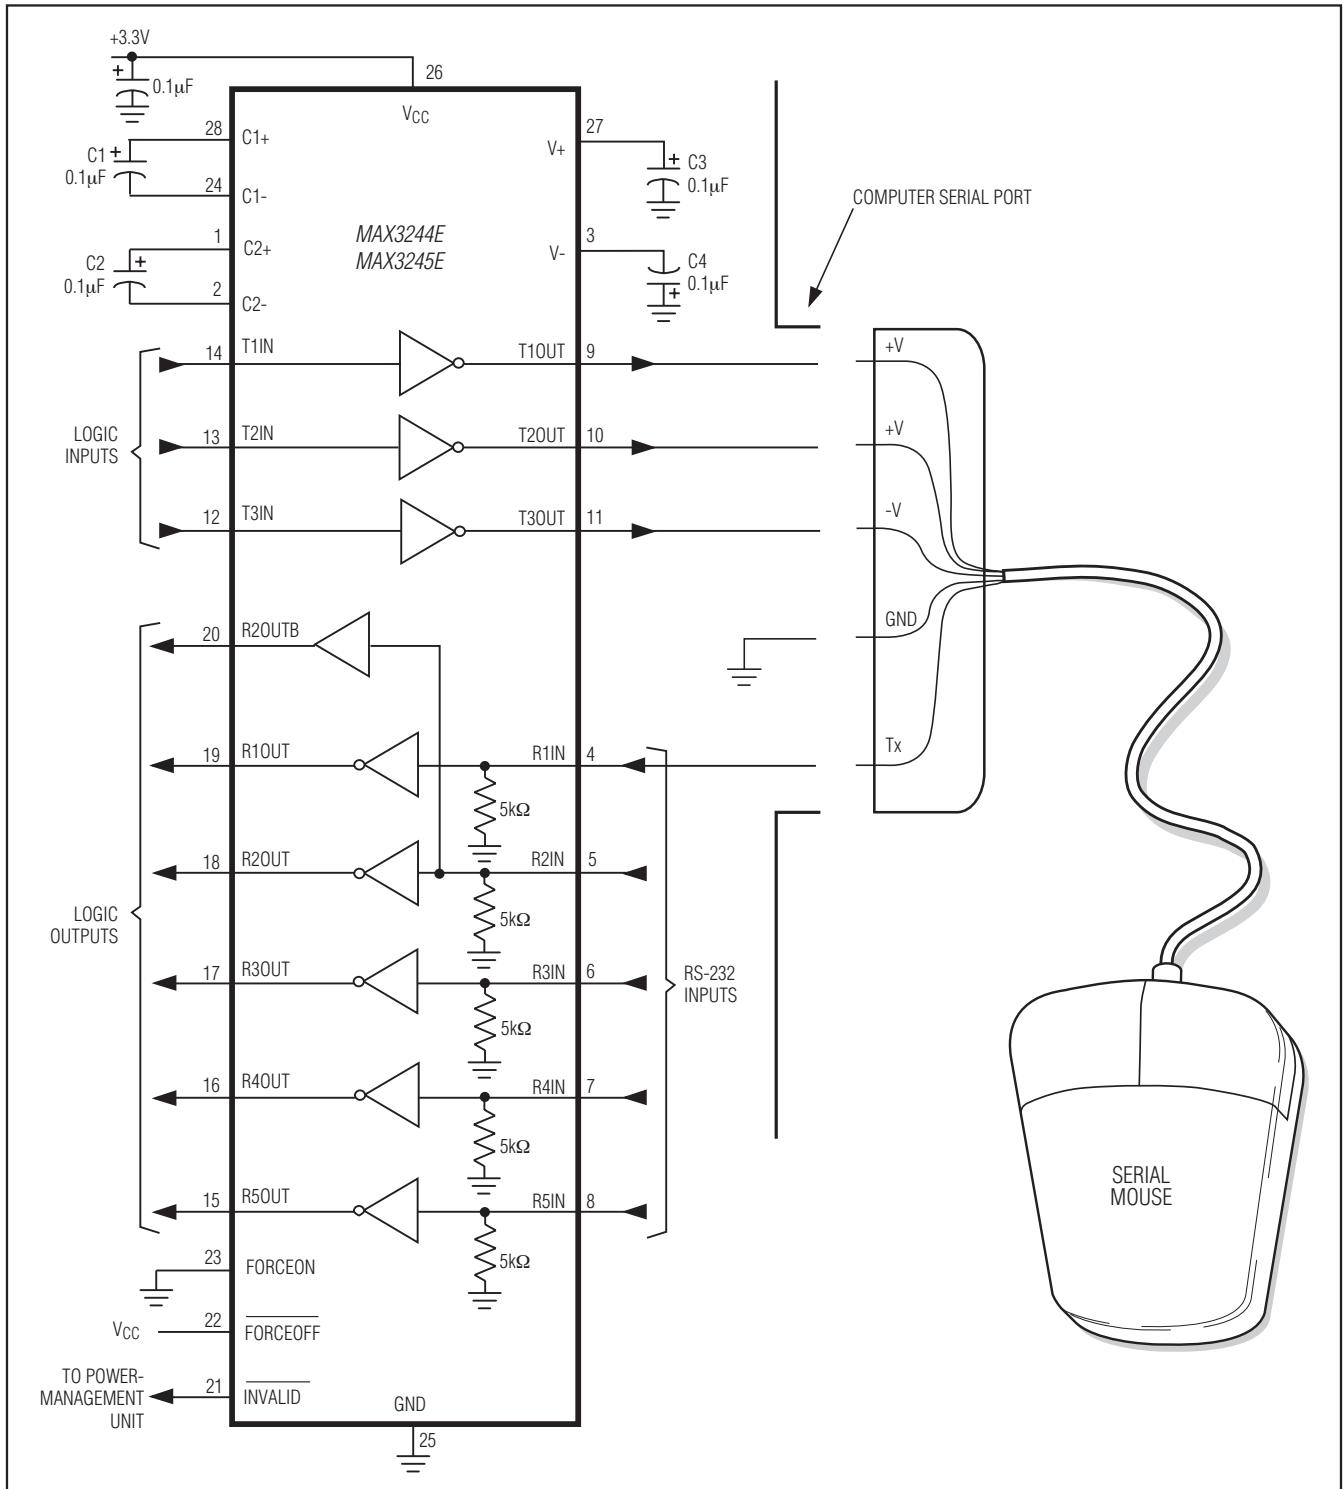 +3.3V
0.1μF
26
VCC
28
C1+
C1
0.1μF
24
C1-
1
C2+
C2
0.1μF
2
C2-
MAX3244E
MAX3245E
27
V+
C3
0.1μF
3
V-
C4
0.1μF
COMPUTER SERIAL PORT
LOGIC
INPUTS
14
T1IN
T1OUT
9
13
T2IN
T2OUT
10
12
T3IN
T3OUT
11
+V
+V
-V
GND
Tx
LOGIC
OUTPUTS
20
R2OUTB
19
R1OUT
R1IN
4
5kΩ
18
R2OUT
R2IN
5
5kΩ
17
R3OUT
R3IN
6
5kΩ
16
R4OUT
R4IN
7
5kΩ
15
R5OUT
R5IN
8
5kΩ
RS-232
INPUTS
23
FORCEON
VCC
22
FORCEOFF
TO POWER-
MANAGEMENT
UNIT
21
INVALID
GND
25
SERIAL
MOUSE